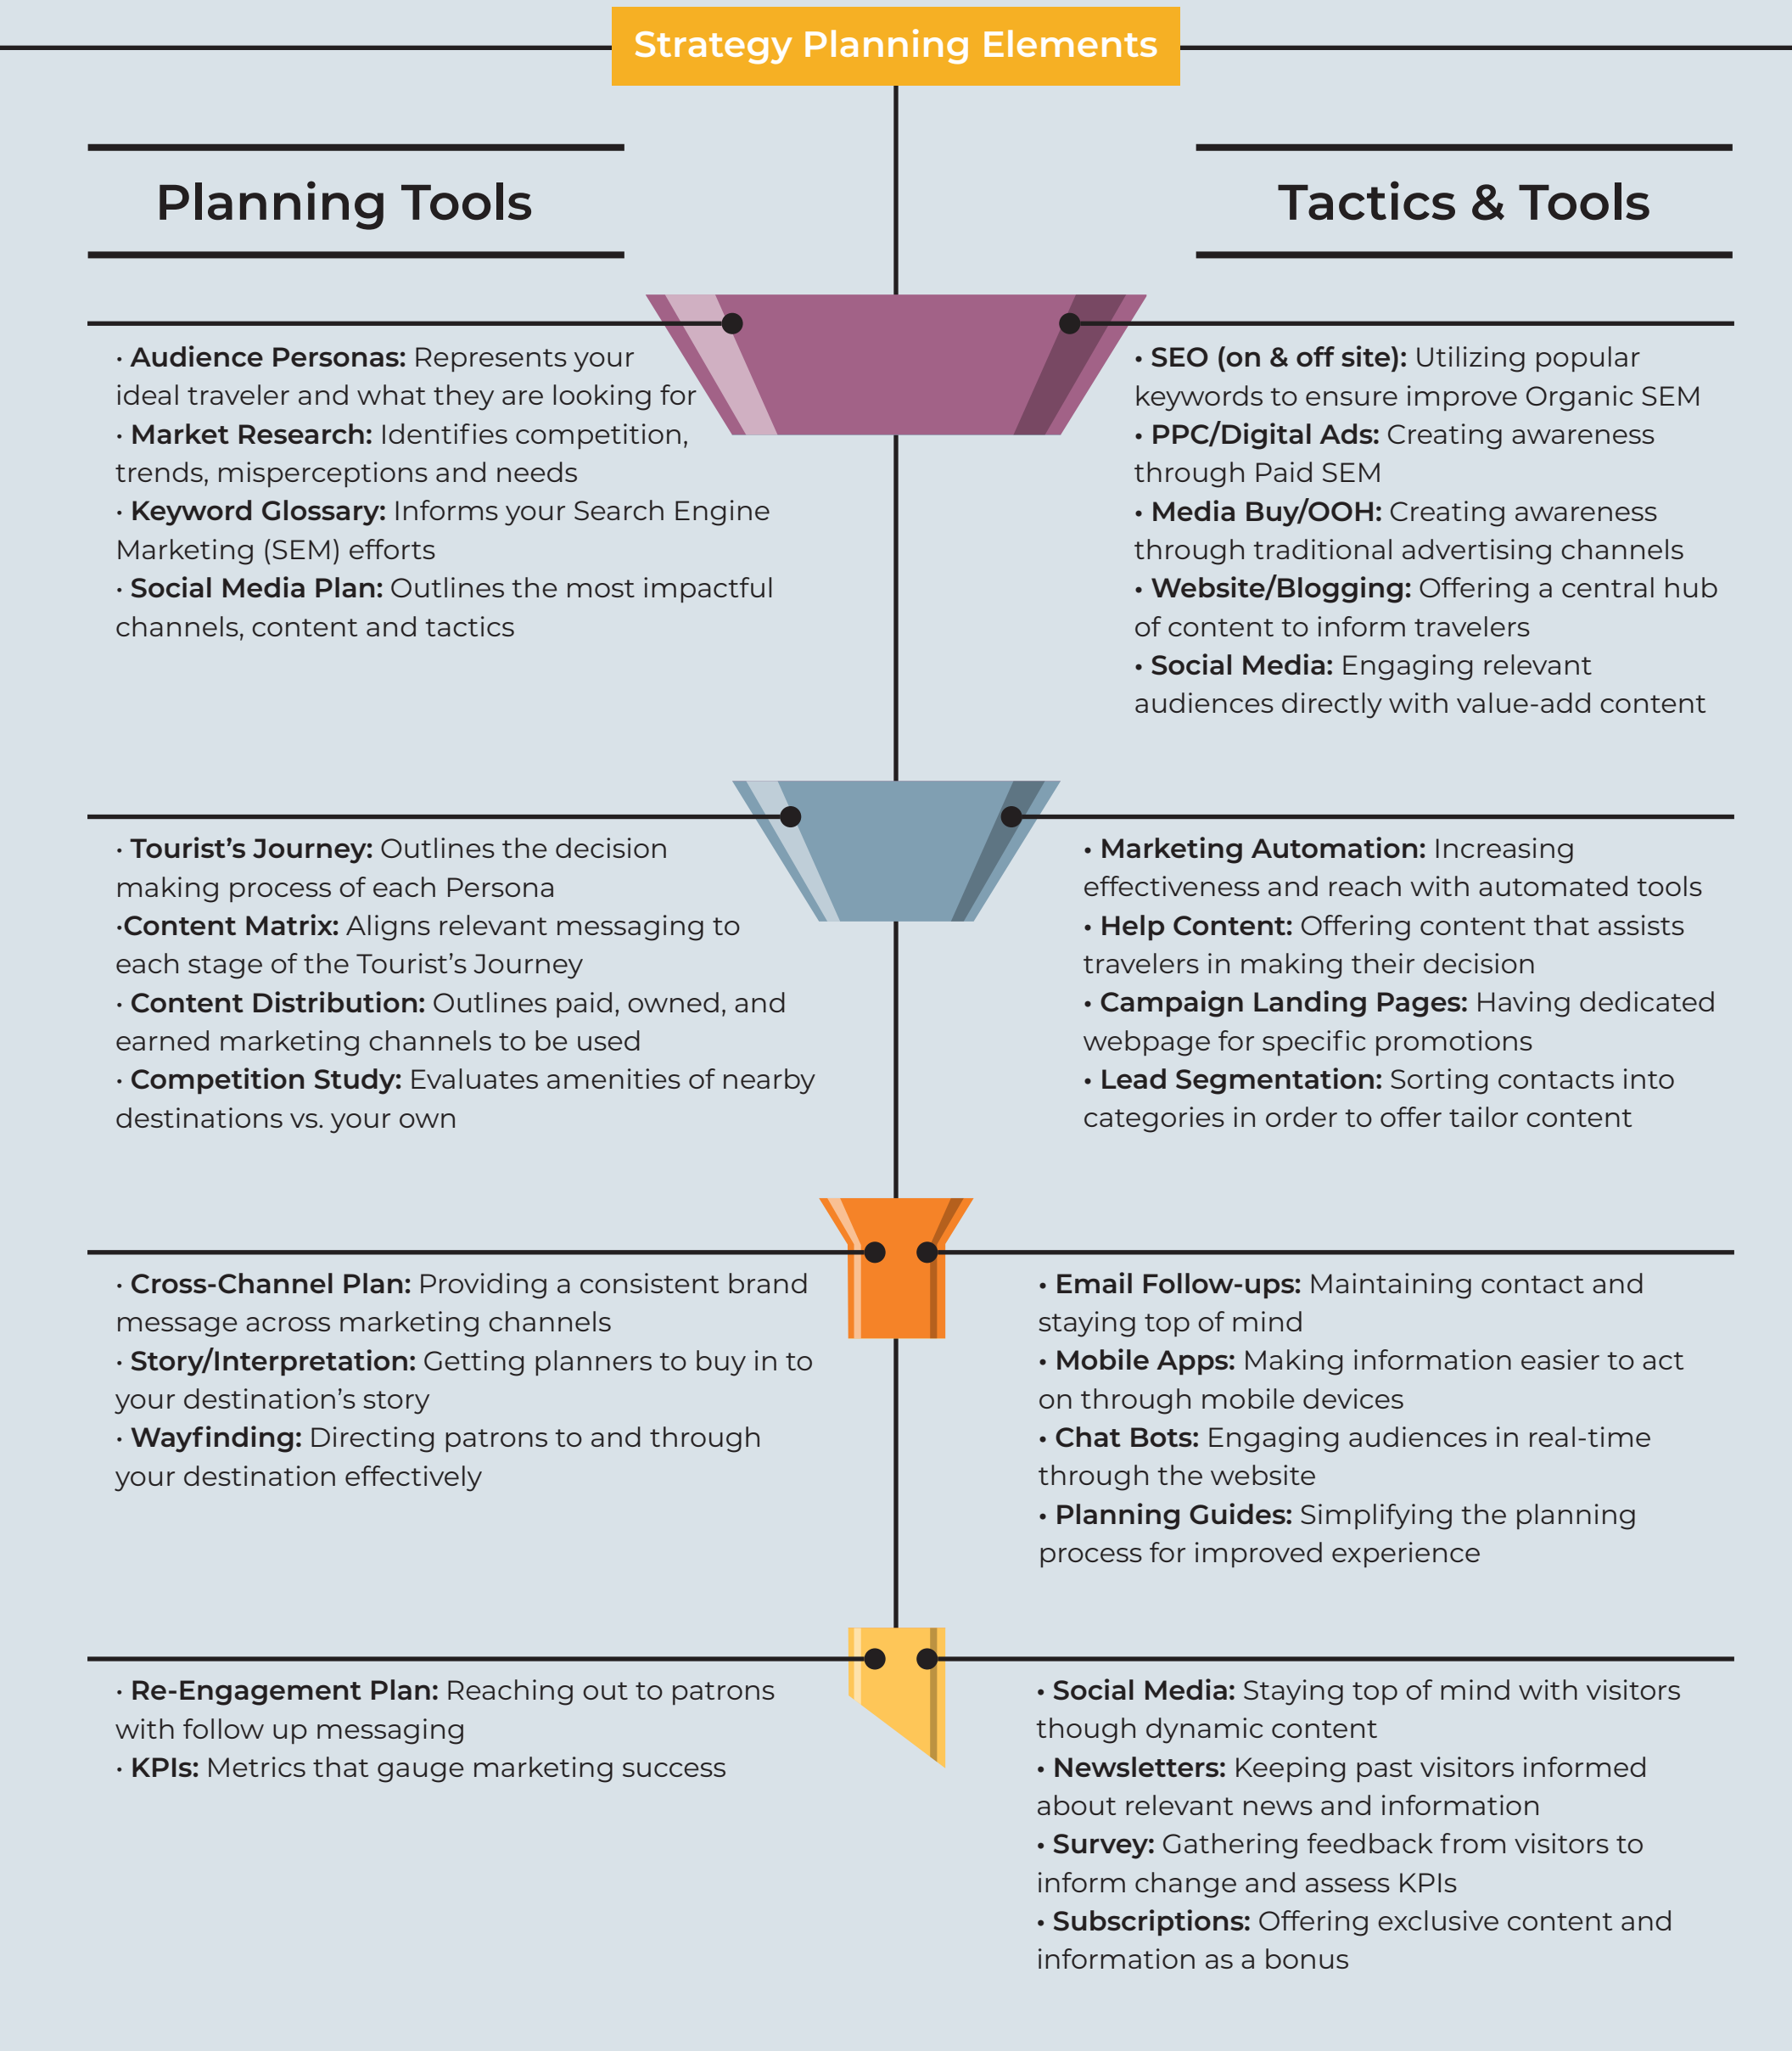 Strategy Planning Elements
Planning Tools
Tactics & Tools
· Audience Personas: Represents your
ideal traveler and what they are looking for
· Market Research: Identifies competition,
trends, misperceptions and needs
· Keyword Glossary: Informs your Search Engine
Marketing (SEM) efforts
· Social Media Plan: Outlines the most impactful
channels, content and tactics
• SEO (on & off site): Utilizing popular
keywords to ensure improve Organic SEM
• PPC/Digital Ads: Creating awareness
through Paid SEM
• Media Buy/OOH: Creating awareness
through traditional advertising channels
• Website/Blogging: Offering a central hub
of content to inform travelers
• Social Media: Engaging relevant
audiences directly with value-add content
· Tourist’s Journey: Outlines the decision
making process of each Persona
·Content Matrix: Aligns relevant messaging to
each stage of the Tourist’s Journey
· Content Distribution: Outlines paid, owned, and
earned marketing channels to be used
· Competition Study: Evaluates amenities of nearby
destinations vs. your own
• Marketing Automation: Increasing
effectiveness and reach with automated tools
• Help Content: Offering content that assists
travelers in making their decision
• Campaign Landing Pages: Having dedicated
webpage for specific promotions
• Lead Segmentation: Sorting contacts into
categories in order to offer tailor content
· Cross-Channel Plan: Providing a consistent brand
message across marketing channels
· Story/Interpretation: Getting planners to buy in to
your destination’s story
· Wayfinding: Directing patrons to and through
your destination effectively
• Email Follow-ups: Maintaining contact and
staying top of mind
• Mobile Apps: Making information easier to act
on through mobile devices
• Chat Bots: Engaging audiences in real-time
through the website
• Planning Guides: Simplifying the planning
process for improved experience
· Re-Engagement Plan: Reaching out to patrons
with follow up messaging
· KPIs: Metrics that gauge marketing success
• Social Media: Staying top of mind with visitors
though dynamic content
• Newsletters: Keeping past visitors informed
about relevant news and information
• Survey: Gathering feedback from visitors to
inform change and assess KPIs
• Subscriptions: Offering exclusive content and
information as a bonus